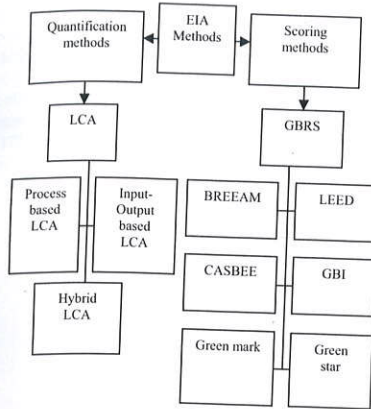 EIA
Methods
Quantification
methods
Scoring
methods
LCA
GBRS
Process
based
LCA
Input-
Output
based
LCA
Hybrid
LCA
BREEAM
LEED
CASBEE
GBI
Green mark
Green
star